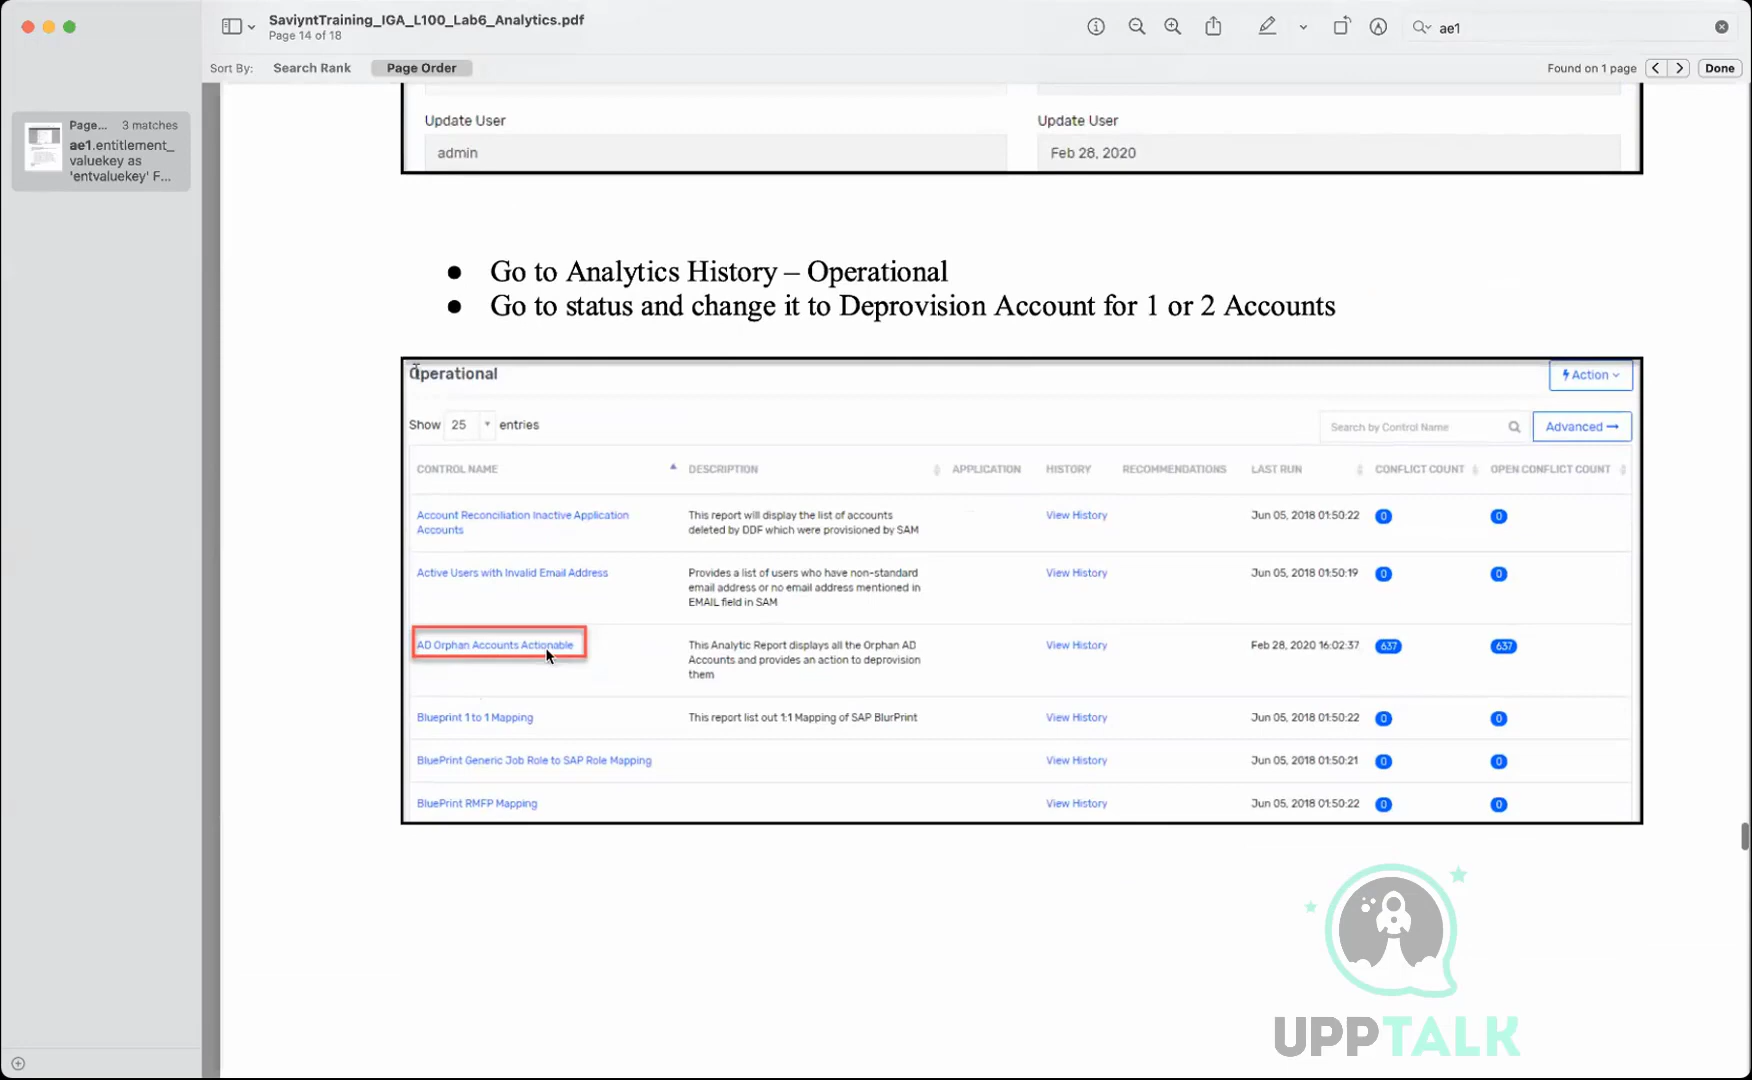 SaviyntTraining_IGA_L100_Lab6_Analytics.pdf
Page 14 of 18
ae1
Sort By: Search Rank Page Order
Found on 1 page
Done
Page... 3 matches
ae1.entitlement_
valuekey as
'entvaluekey' F...
Update User Update User
admin Feb 28, 2020
● Go to Analytics History – Operational
● Go to status and change it to Deprovision Account for 1 or 2 Accounts
Operational
Action
Show 25 entries
Search by Control Name
Advanced
CONTROL NAME DESCRIPTION APPLICATION HISTORY RECOMMENDATIONS LAST RUN CONFLICT COUNT OPEN CONFLICT COUNT
Account Reconciliation Inactive Application This report will display the list of accounts View History Jun 05, 2018 01:50:22 0 0
Accounts deleted by DDF which were provisioned by SAM
Active Users with Invalid Email Address Provides a list of users who have non-standard View History Jun 05, 2018 01:50:19 0 0
email address or no email address mentioned in
EMAIL field in SAM
AD Orphan Accounts Actionable This Analytic Report displays all the Orphan AD View History Feb 28, 2020 16:02:37 637 637
Accounts and provides an action to deprovision
them
Blueprint 1 to 1 Mapping This report list out 1:1 Mapping of SAP BlurPrint View History Jun 05, 2018 01:50:22 0 0
BluePrint Generic Job Role to SAP Role Mapping View History Jun 05, 2018 01:50:21 0 0
BluePrint RMFP Mapping View History Jun 05, 2018 01:50:22 0 0
UPPTALK